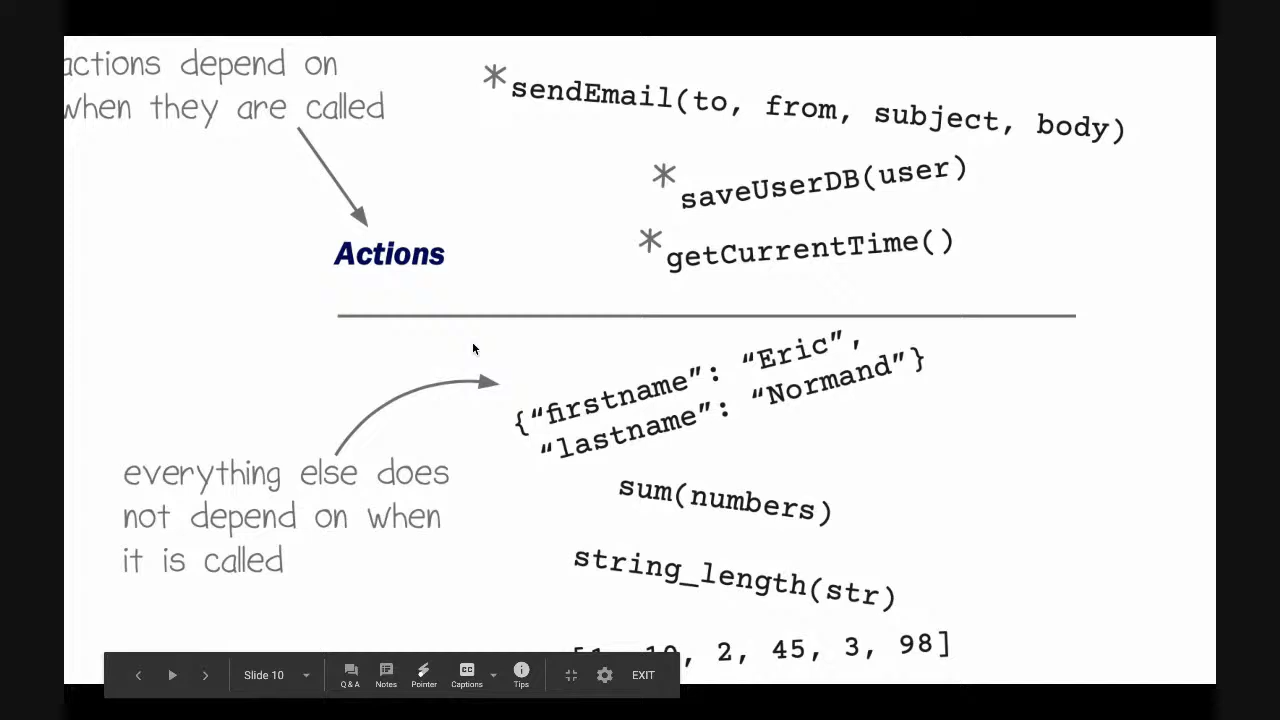 actions depend on
when they are called
*sendEmail(to, from, subject, body)
*saveUserDB(user)
*getCurrentTime()
Actions
{“firstname”: “Eric”,
“lastname”: “Normand”}
everything else does
not depend on when
it is called
sum(numbers)
string_length(str)
[1, 10, 2, 45, 3, 98]
Slide 10
Q & A
Notes
Pointer
Captions
Tips
EXIT